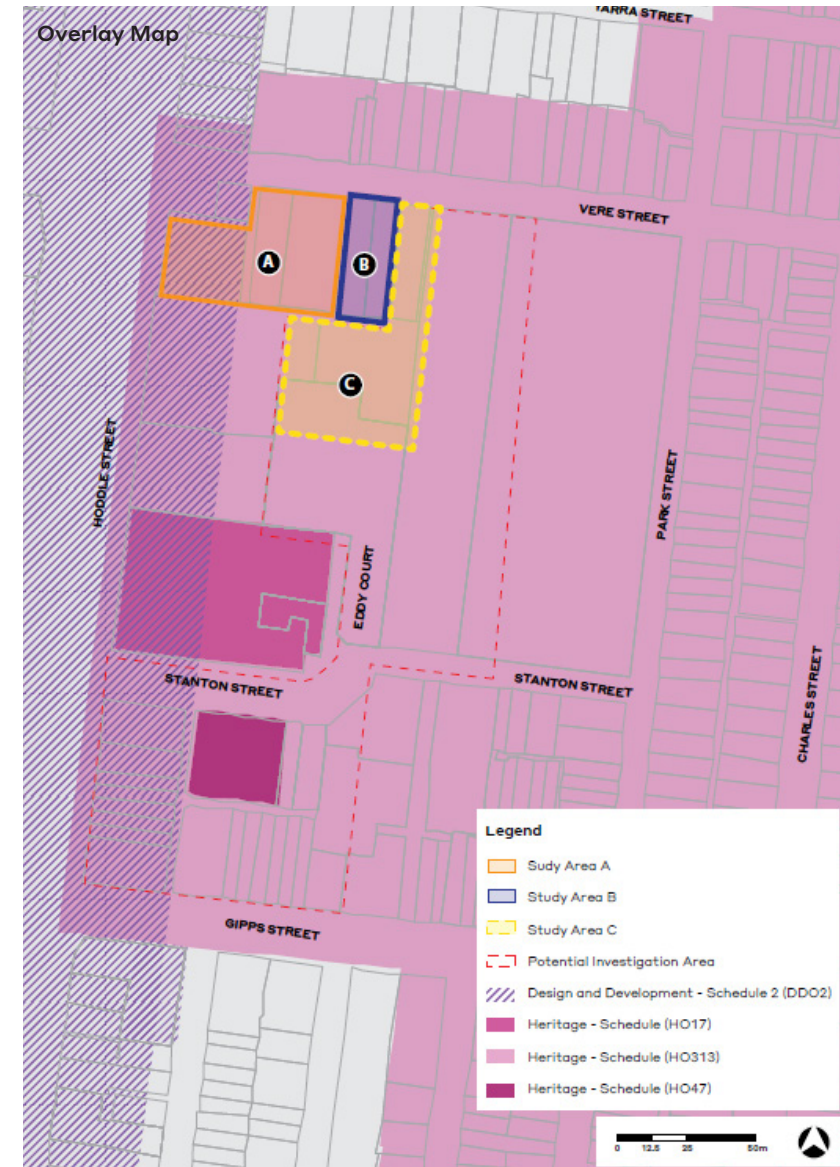 Overlay Map
YARRA STREET
VERE STREET
A
B
C
HODDLE STREET
PARK STREET
EDDY COURT
CHARLES STREET
STANTON STREET
STANTON STREET
GIPPS STREET
Legend
Sudy Area A
Study Area B
Study Area C
Potential Investigation Area
Design and Development - Schedule 2 (DDO2)
Heritage - Schedule (HO17)
Heritage - Schedule (HO313)
Heritage - Schedule (HO47)
0 12.5 25 50m